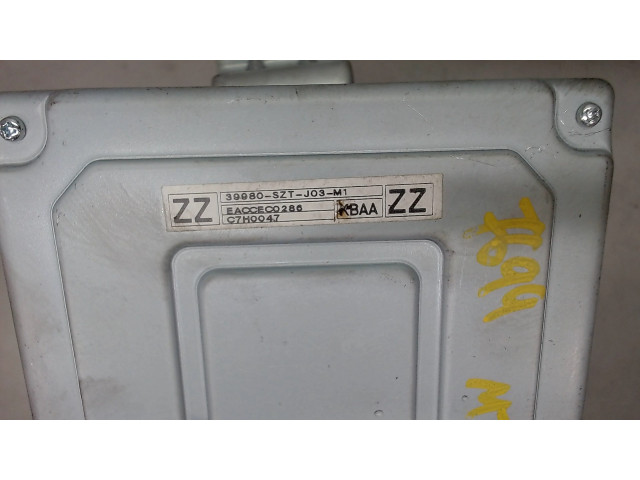 ZZ 39980-SZT-J03-M1 ZZ
EACCEC0286 KBAA
C7H0047